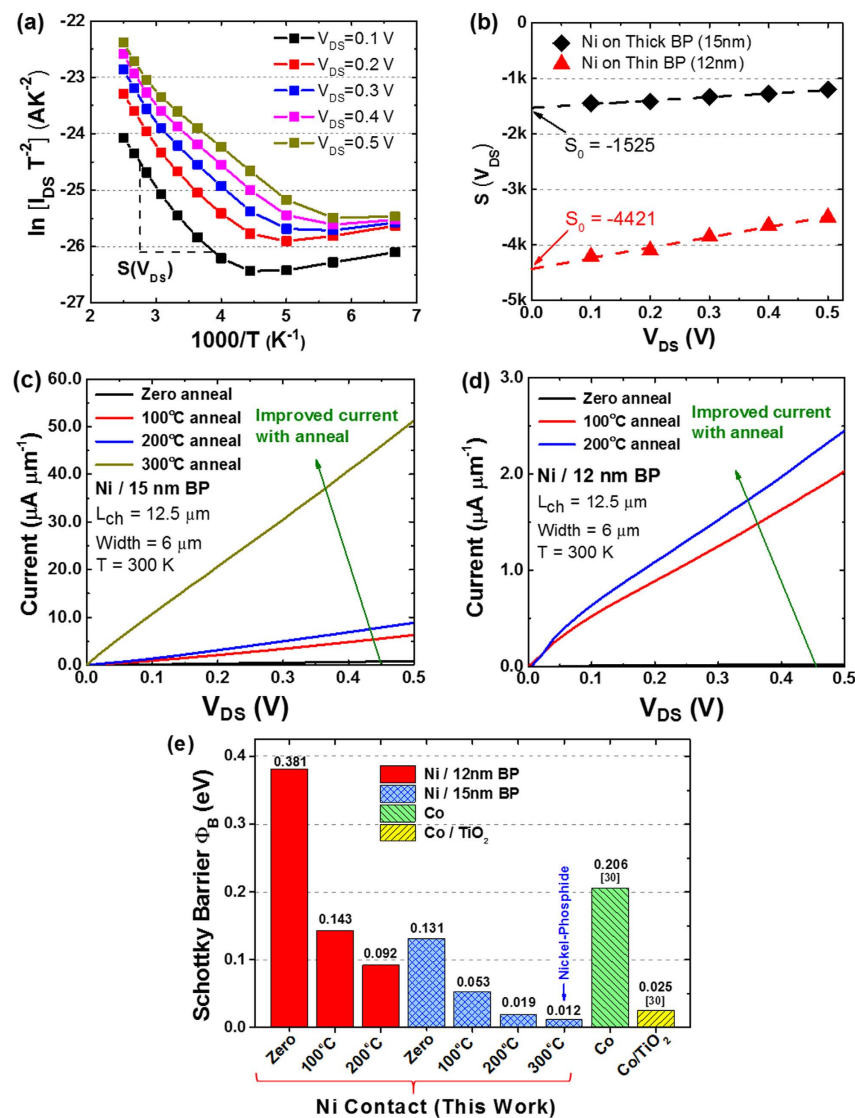 (a)
-21
-22
-23
-24
-25
-26
-27
ln [I_DS T^-2] (AK^-2)
V_DS=0.1 V
V_DS=0.2 V
V_DS=0.3 V
V_DS=0.4 V
V_DS=0.5 V
S(V_DS)
2 3 4 5 6 7
1000/T (K^-1)
(b)
0
-1k
-2k
-3k
-4k
-5k
S (V_DS)
Ni on Thick BP (15nm)
Ni on Thin BP (12nm)
S_0 = -1525
S_0 = -4421
0.0 0.1 0.2 0.3 0.4 0.5
V_DS (V)
(c)
60.0
50.0
40.0
30.0
20.0
10.0
0.0
Current (μA μm^-1)
Zero anneal
100°C anneal
200°C anneal
300°C anneal
Improved current
with anneal
Ni / 15 nm BP
L_ch = 12.5 μm
Width = 6 μm
T = 300 K
0.0 0.1 0.2 0.3 0.4 0.5
V_DS (V)
(d)
3.0
2.0
1.0
0.0
Current (μA μm^-1)
Zero anneal
100°C anneal
200°C anneal
Improved current
with anneal
Ni / 12 nm BP
L_ch = 12.5 μm
Width = 6 μm
T = 300 K
0.0 0.1 0.2 0.3 0.4 0.5
V_DS (V)
(e)
0.4
0.3
0.2
0.1
0.0
Schottky Barrier Φ_B (eV)
Ni / 12nm BP
Ni / 15nm BP
Co
Co / TiO_2
0.381
0.143
0.092
0.131
0.053
0.019
0.012
Nickel-Phosphide
0.206
[30]
0.025
[30]
Zero 100°C 200°C Zero 100°C 200°C 300°C Co Co/TiO_2
Ni Contact (This Work)